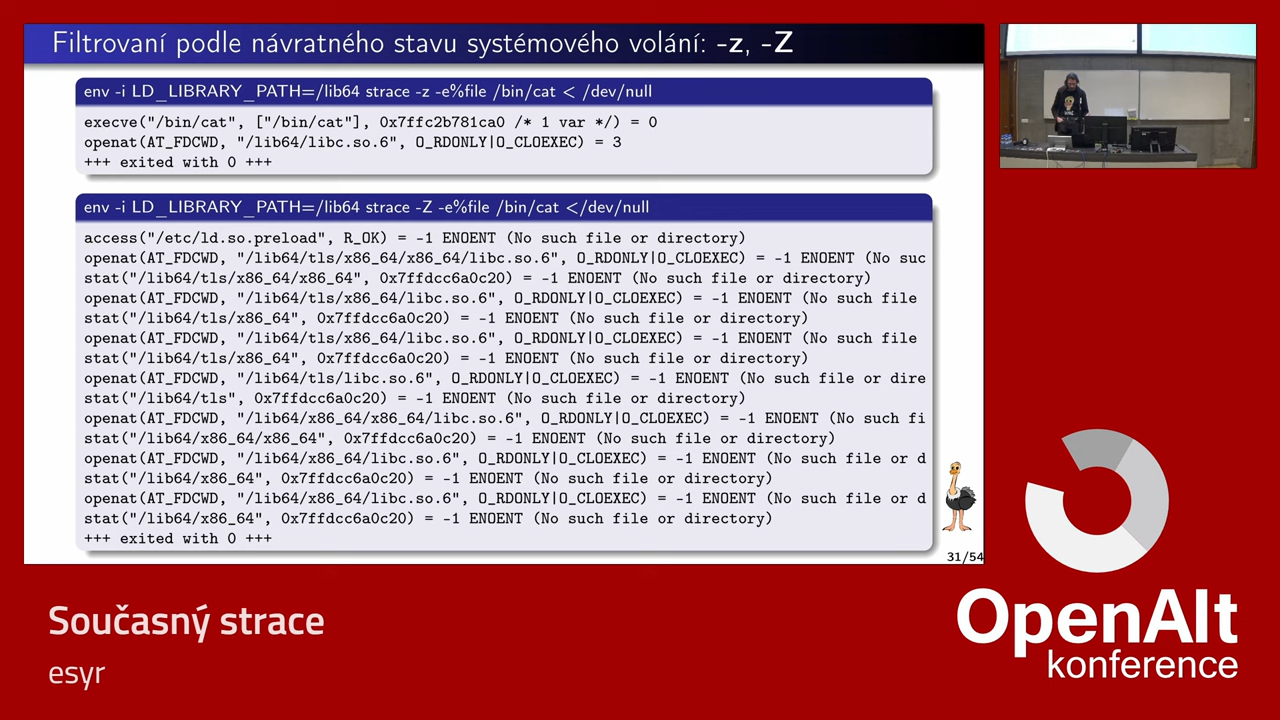 Filtrovaní podle návratného stavu systémového volání: -z, -Z
env -i LD_LIBRARY_PATH=/lib64 strace -z -e%file /bin/cat < /dev/null
execve("/bin/cat", ["/bin/cat"], 0x7ffc2b781ca0 /* 1 var */) = 0
openat(AT_FDCWD, "/lib64/libc.so.6", O_RDONLY|O_CLOEXEC) = 3
+++ exited with 0 +++
env -i LD_LIBRARY_PATH=/lib64 strace -Z -e%file /bin/cat </dev/null
access("/etc/ld.so.preload", R_OK) = -1 ENOENT (No such file or directory)
openat(AT_FDCWD, "/lib64/tls/x86_64/x86_64/libc.so.6", O_RDONLY|O_CLOEXEC) = -1 ENOENT (No suc
stat("/lib64/tls/x86_64/x86_64", 0x7ffdcc6a0c20) = -1 ENOENT (No such file or directory)
openat(AT_FDCWD, "/lib64/tls/x86_64/libc.so.6", O_RDONLY|O_CLOEXEC) = -1 ENOENT (No such file
stat("/lib64/tls/x86_64", 0x7ffdcc6a0c20) = -1 ENOENT (No such file or directory)
openat(AT_FDCWD, "/lib64/tls/x86_64/libc.so.6", O_RDONLY|O_CLOEXEC) = -1 ENOENT (No such file
stat("/lib64/tls/x86_64", 0x7ffdcc6a0c20) = -1 ENOENT (No such file or directory)
openat(AT_FDCWD, "/lib64/tls/libc.so.6", O_RDONLY|O_CLOEXEC) = -1 ENOENT (No such file or dire
stat("/lib64/tls", 0x7ffdcc6a0c20) = -1 ENOENT (No such file or directory)
openat(AT_FDCWD, "/lib64/x86_64/x86_64/libc.so.6", O_RDONLY|O_CLOEXEC) = -1 ENOENT (No such fi
stat("/lib64/x86_64/x86_64", 0x7ffdcc6a0c20) = -1 ENOENT (No such file or directory)
openat(AT_FDCWD, "/lib64/x86_64/libc.so.6", O_RDONLY|O_CLOEXEC) = -1 ENOENT (No such file or d
stat("/lib64/x86_64", 0x7ffdcc6a0c20) = -1 ENOENT (No such file or directory)
openat(AT_FDCWD, "/lib64/x86_64/libc.so.6", O_RDONLY|O_CLOEXEC) = -1 ENOENT (No such file or d
stat("/lib64/x86_64", 0x7ffdcc6a0c20) = -1 ENOENT (No such file or directory)
+++ exited with 0 +++
31/54
Současný strace
esyr
OpenAlt
konference